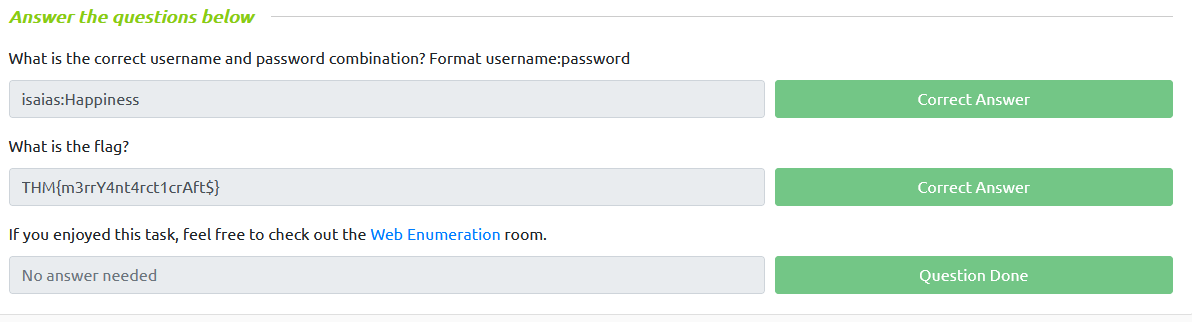 Answer the questions below
What is the correct username and password combination? Format username:password
isaias:Happiness
Correct Answer
What is the flag?
THM{m3rrY4nt4rct1crAft$}
Correct Answer
If you enjoyed this task, feel free to check out the Web Enumeration room.
No answer needed
Question Done